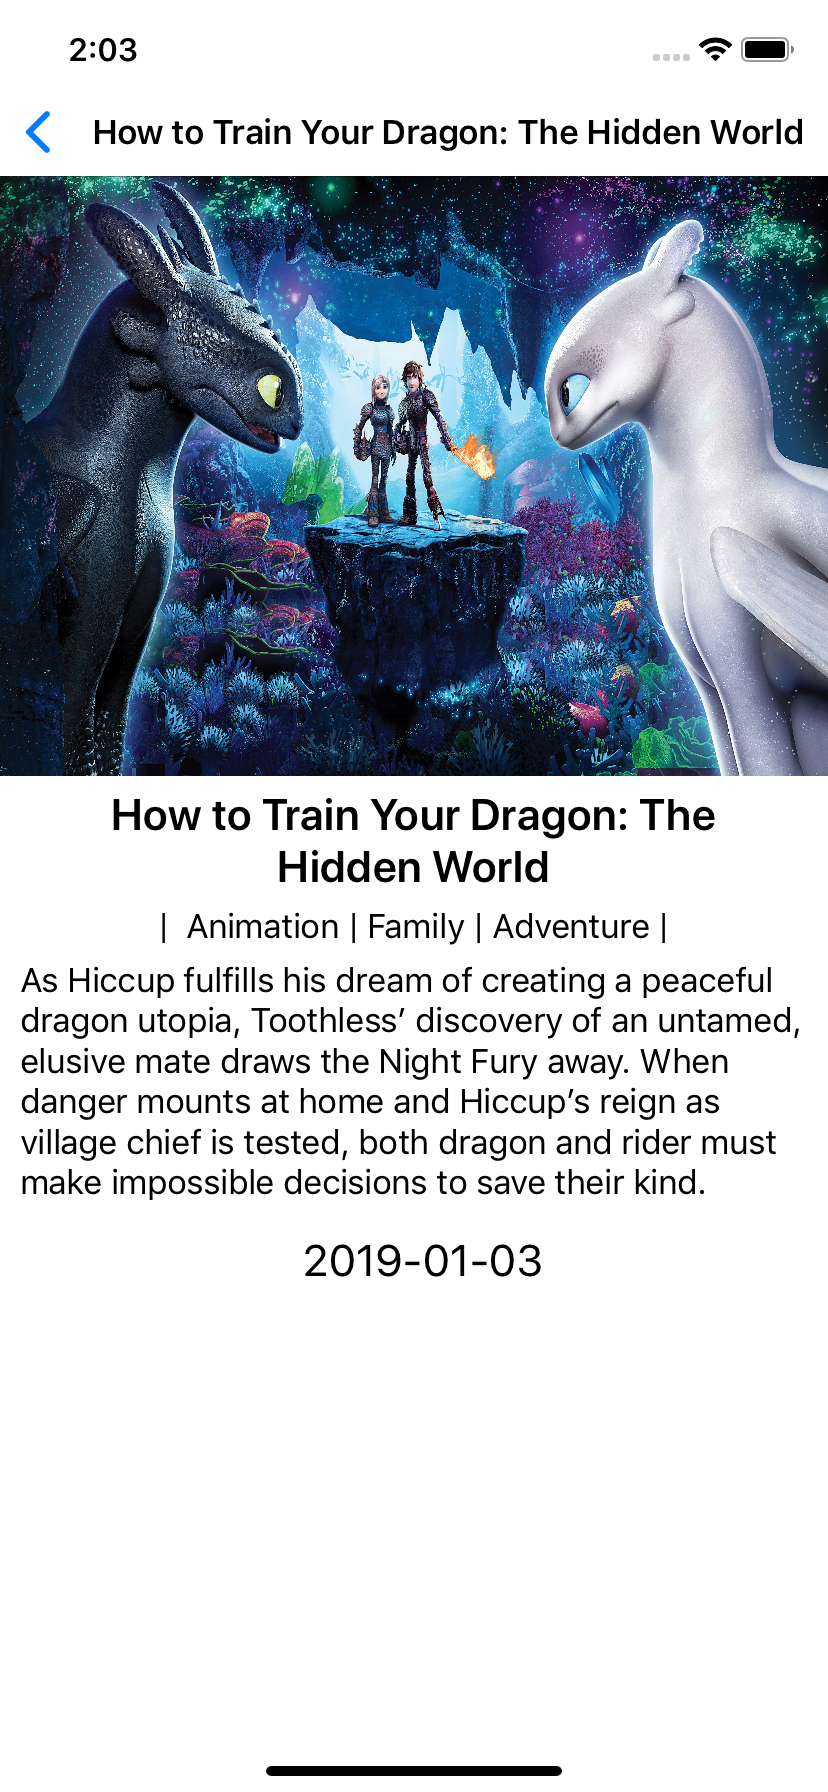 2:03
How to Train Your Dragon: The Hidden World
How to Train Your Dragon: The
Hidden World
| Animation | Family | Adventure |
As Hiccup fulfills his dream of creating a peaceful
dragon utopia, Toothless’ discovery of an untamed,
elusive mate draws the Night Fury away. When
danger mounts at home and Hiccup’s reign as
village chief is tested, both dragon and rider must
make impossible decisions to save their kind.
2019-01-03